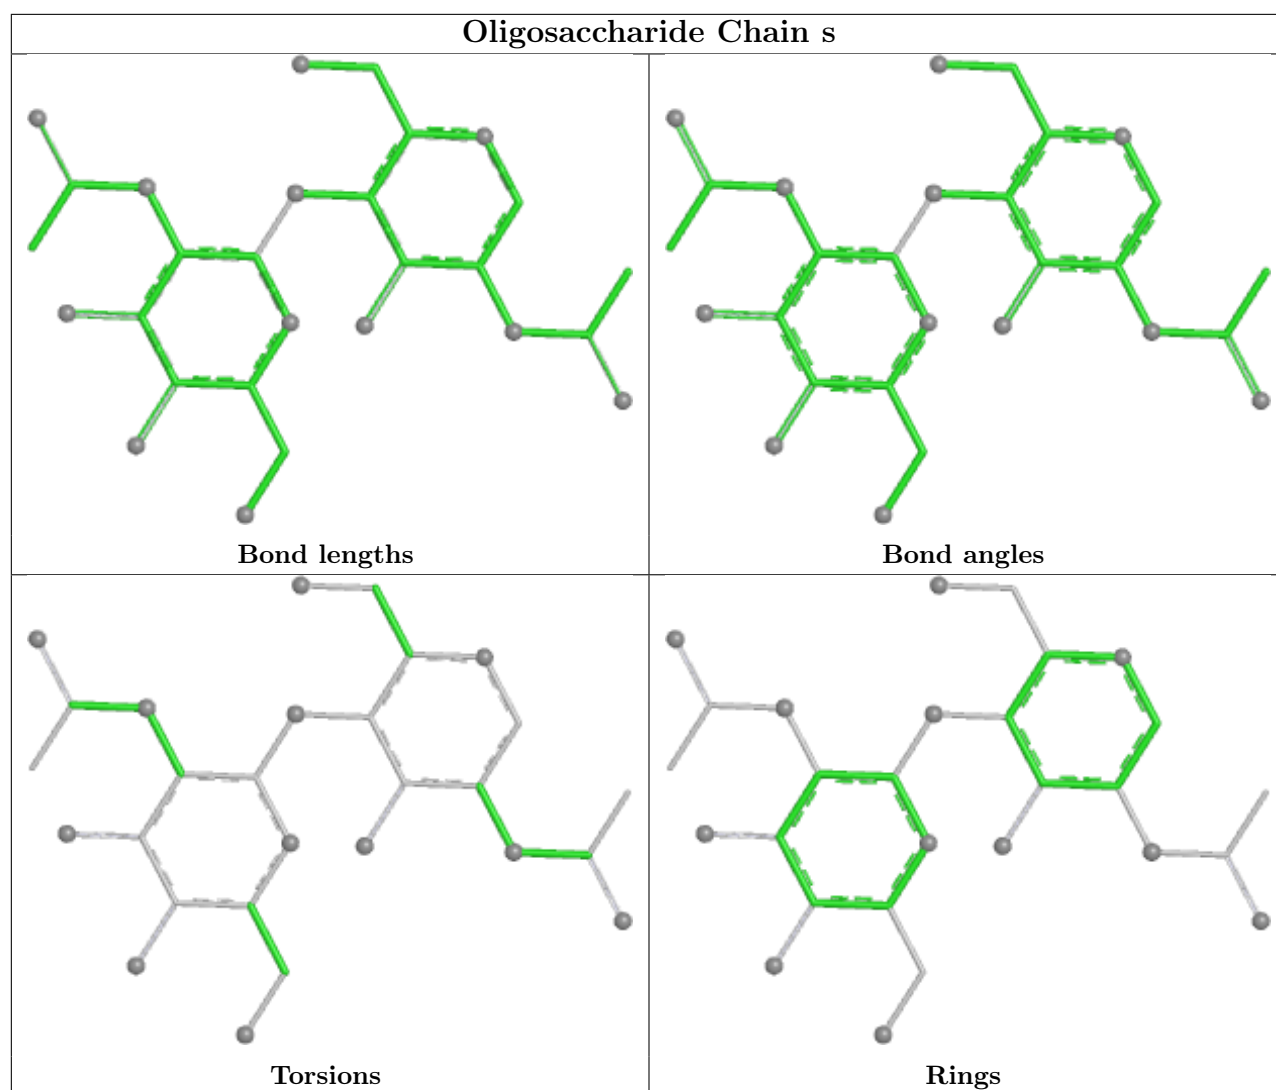 Oligosaccharide Chain s
Bond lengths
Bond angles
Torsions
Rings